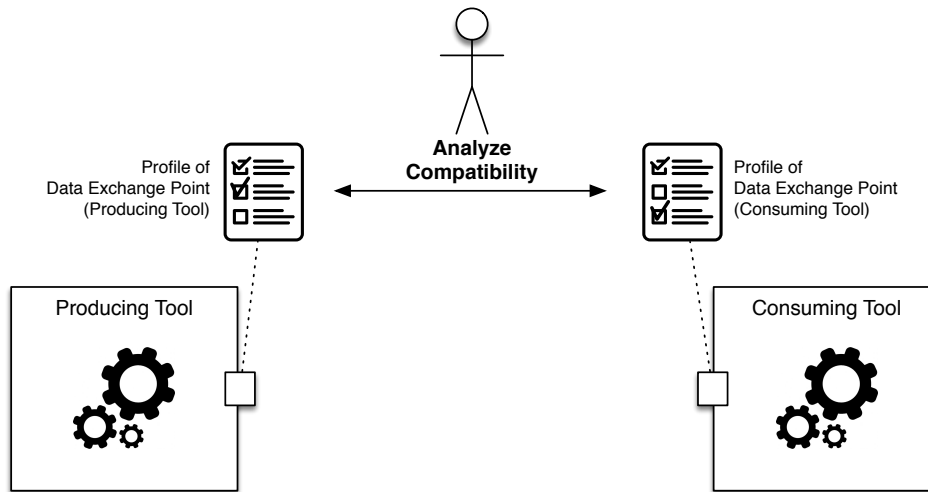 Analyze
Compatibility
Profile of
Data Exchange Point
(Producing Tool)
Profile of
Data Exchange Point
(Consuming Tool)
Producing Tool
Consuming Tool